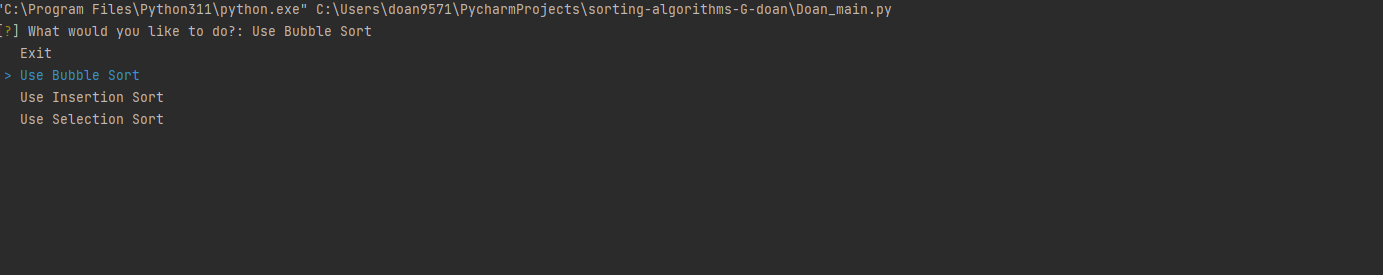 "C:\Program Files\Python311\python.exe" C:\Users\doan9571\PycharmProjects\sorting-algorithms-G-doan\Doan_main.py
[?] What would you like to do?: Use Bubble Sort
Exit
> Use Bubble Sort
Use Insertion Sort
Use Selection Sort